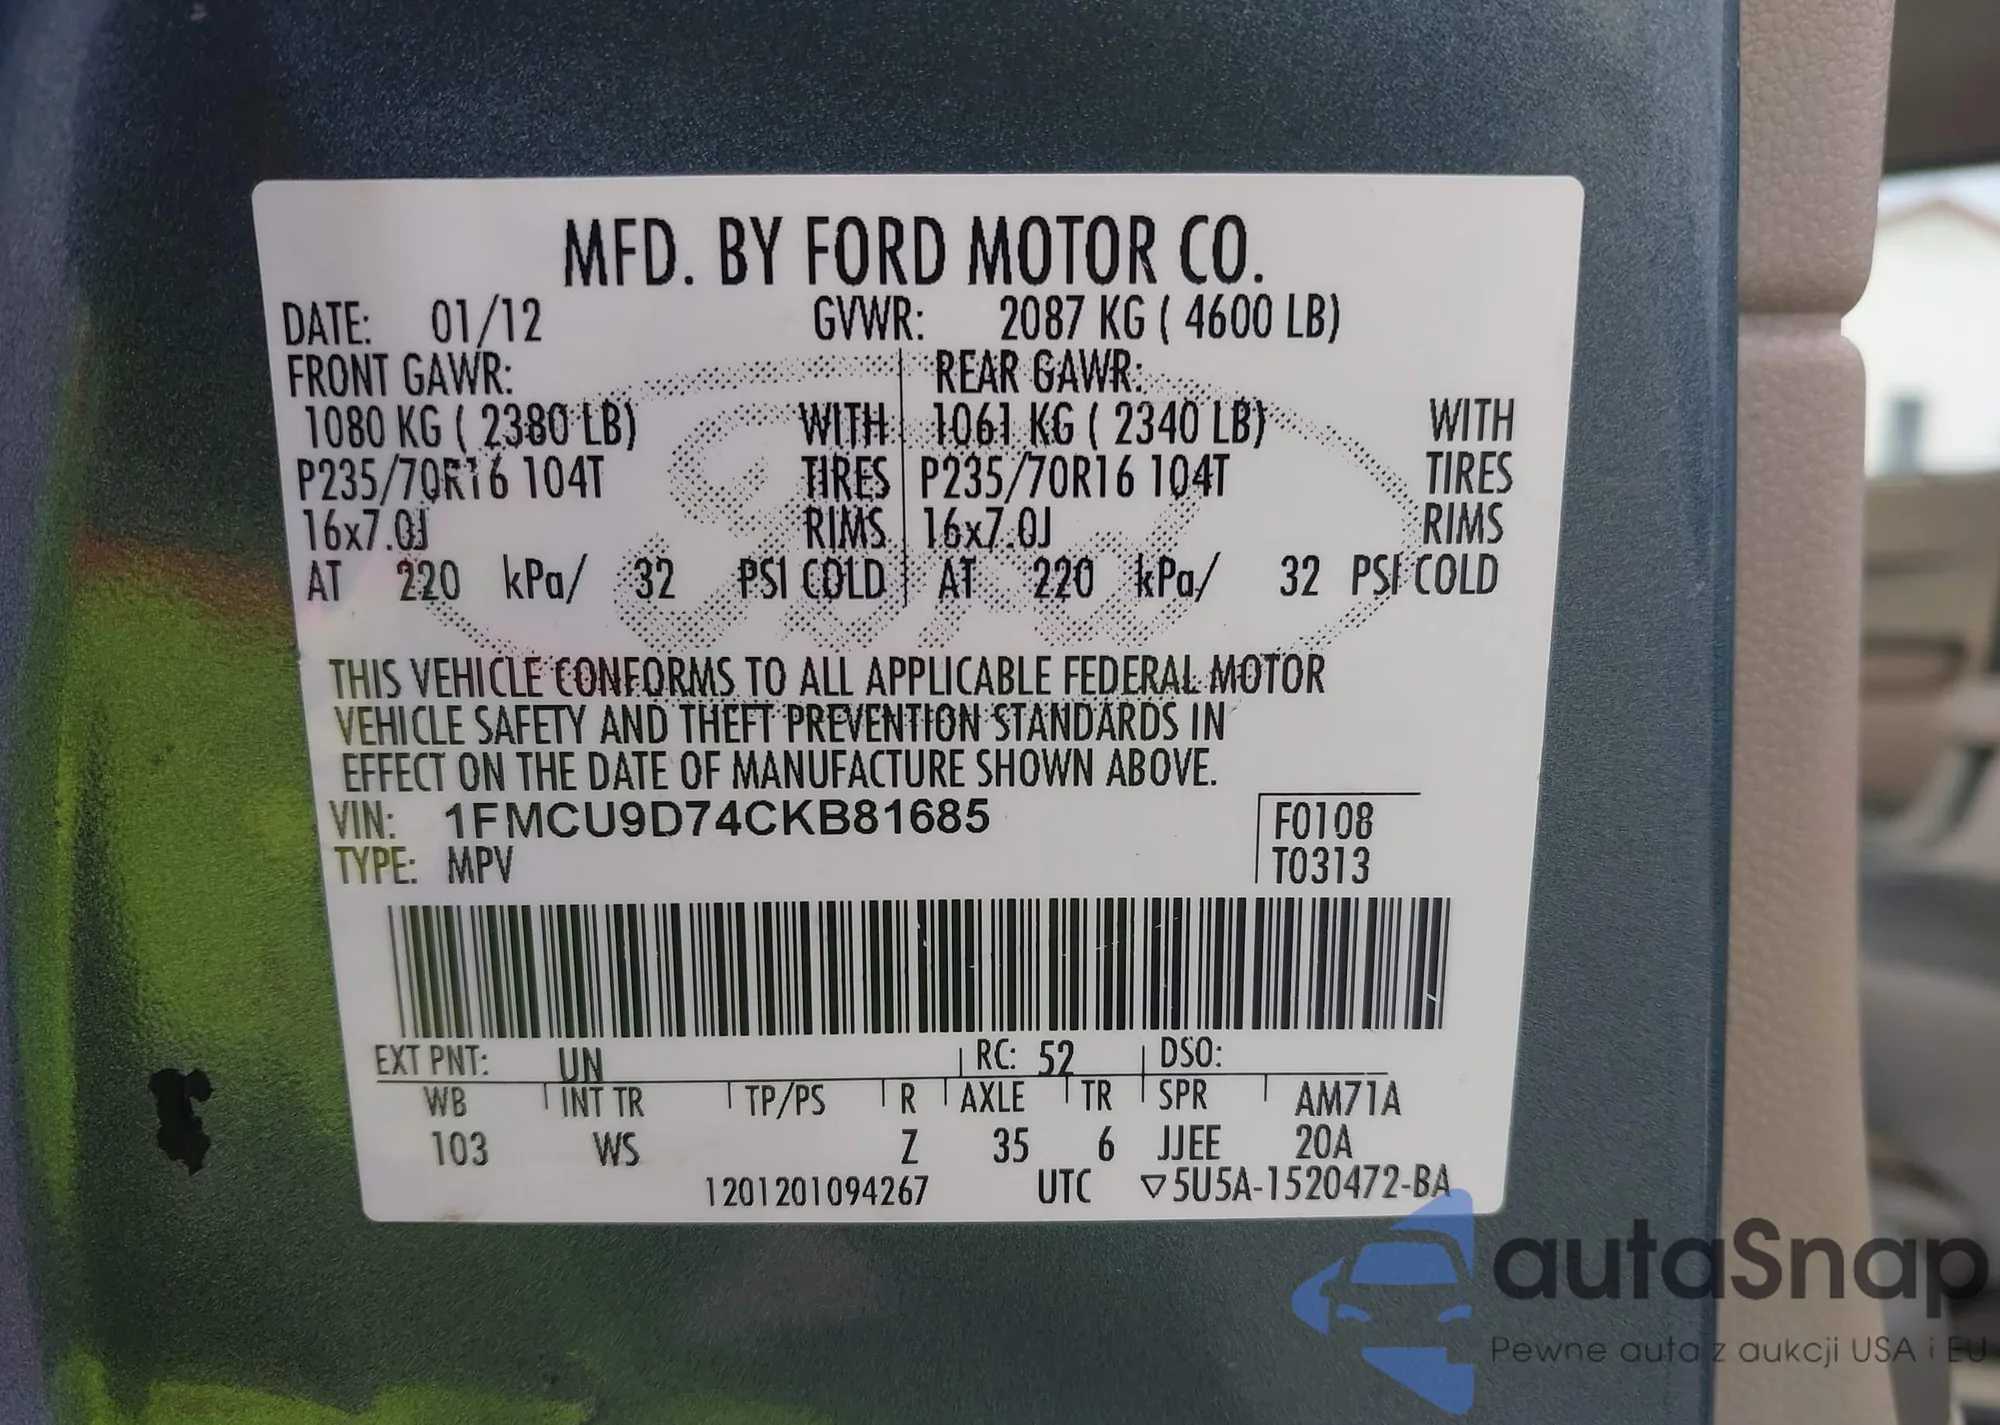 MFD. BY FORD MOTOR CO.
DATE: 01/12 GVWR: 2087 KG ( 4600 LB)
FRONT GAWR: REAR GAWR:
1080 KG ( 2380 LB) WITH 1061 KG ( 2340 LB) WITH
P235/70R16 104T TIRES P235/70R16 104T TIRES
16x7.0J RIMS 16x7.0J RIMS
AT 220 kPa/ 32 PSI COLD AT 220 kPa/ 32 PSI COLD
THIS VEHICLE CONFORMS TO ALL APPLICABLE FEDERAL MOTOR
VEHICLE SAFETY AND THEFT PREVENTION STANDARDS IN
EFFECT ON THE DATE OF MANUFACTURE SHOWN ABOVE.
VIN: 1FMCU9D74CKB81685 F0108
TYPE: MPV T0313
EXT PNT: UN RC: 52 DSO:
WB INT TR TP/PS R AXLE TR SPR AM71A
103 WS Z 35 6 JJEE 20A
1201201094267 UTC ▽5U5A-1520472-BA
autaSnap
Pewne auta z aukcji USA i EU